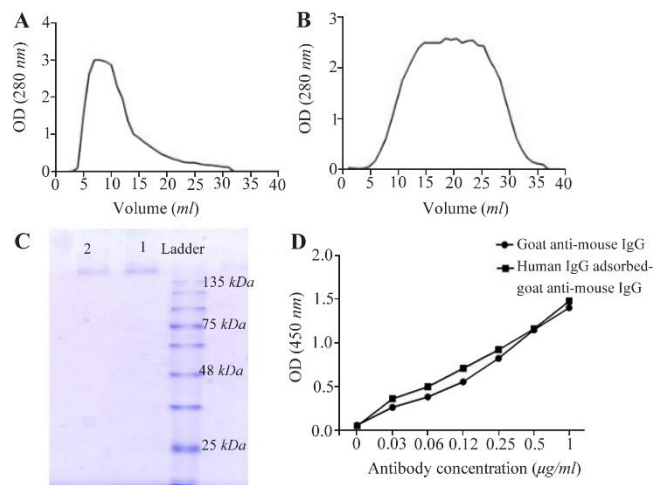 A
OD (280 nm)
4
3
2
1
0
0 5 10 15 20 25 30 35 40
Volume (ml)
B
OD (280 nm)
3
2
1
0
0 5 10 15 20 25 30 35 40
Volume (ml)
C
2 1 Ladder
135 kDa
75 kDa
48 kDa
25 kDa
D
Goat anti-mouse IgG
Human IgG adsorbed-
goat anti-mouse IgG
OD (450 nm)
2.0
1.5
1.0
0.5
0.0
0 0.03 0.06 0.12 0.25 0.5 1
Antibody concentration (µg/ml)